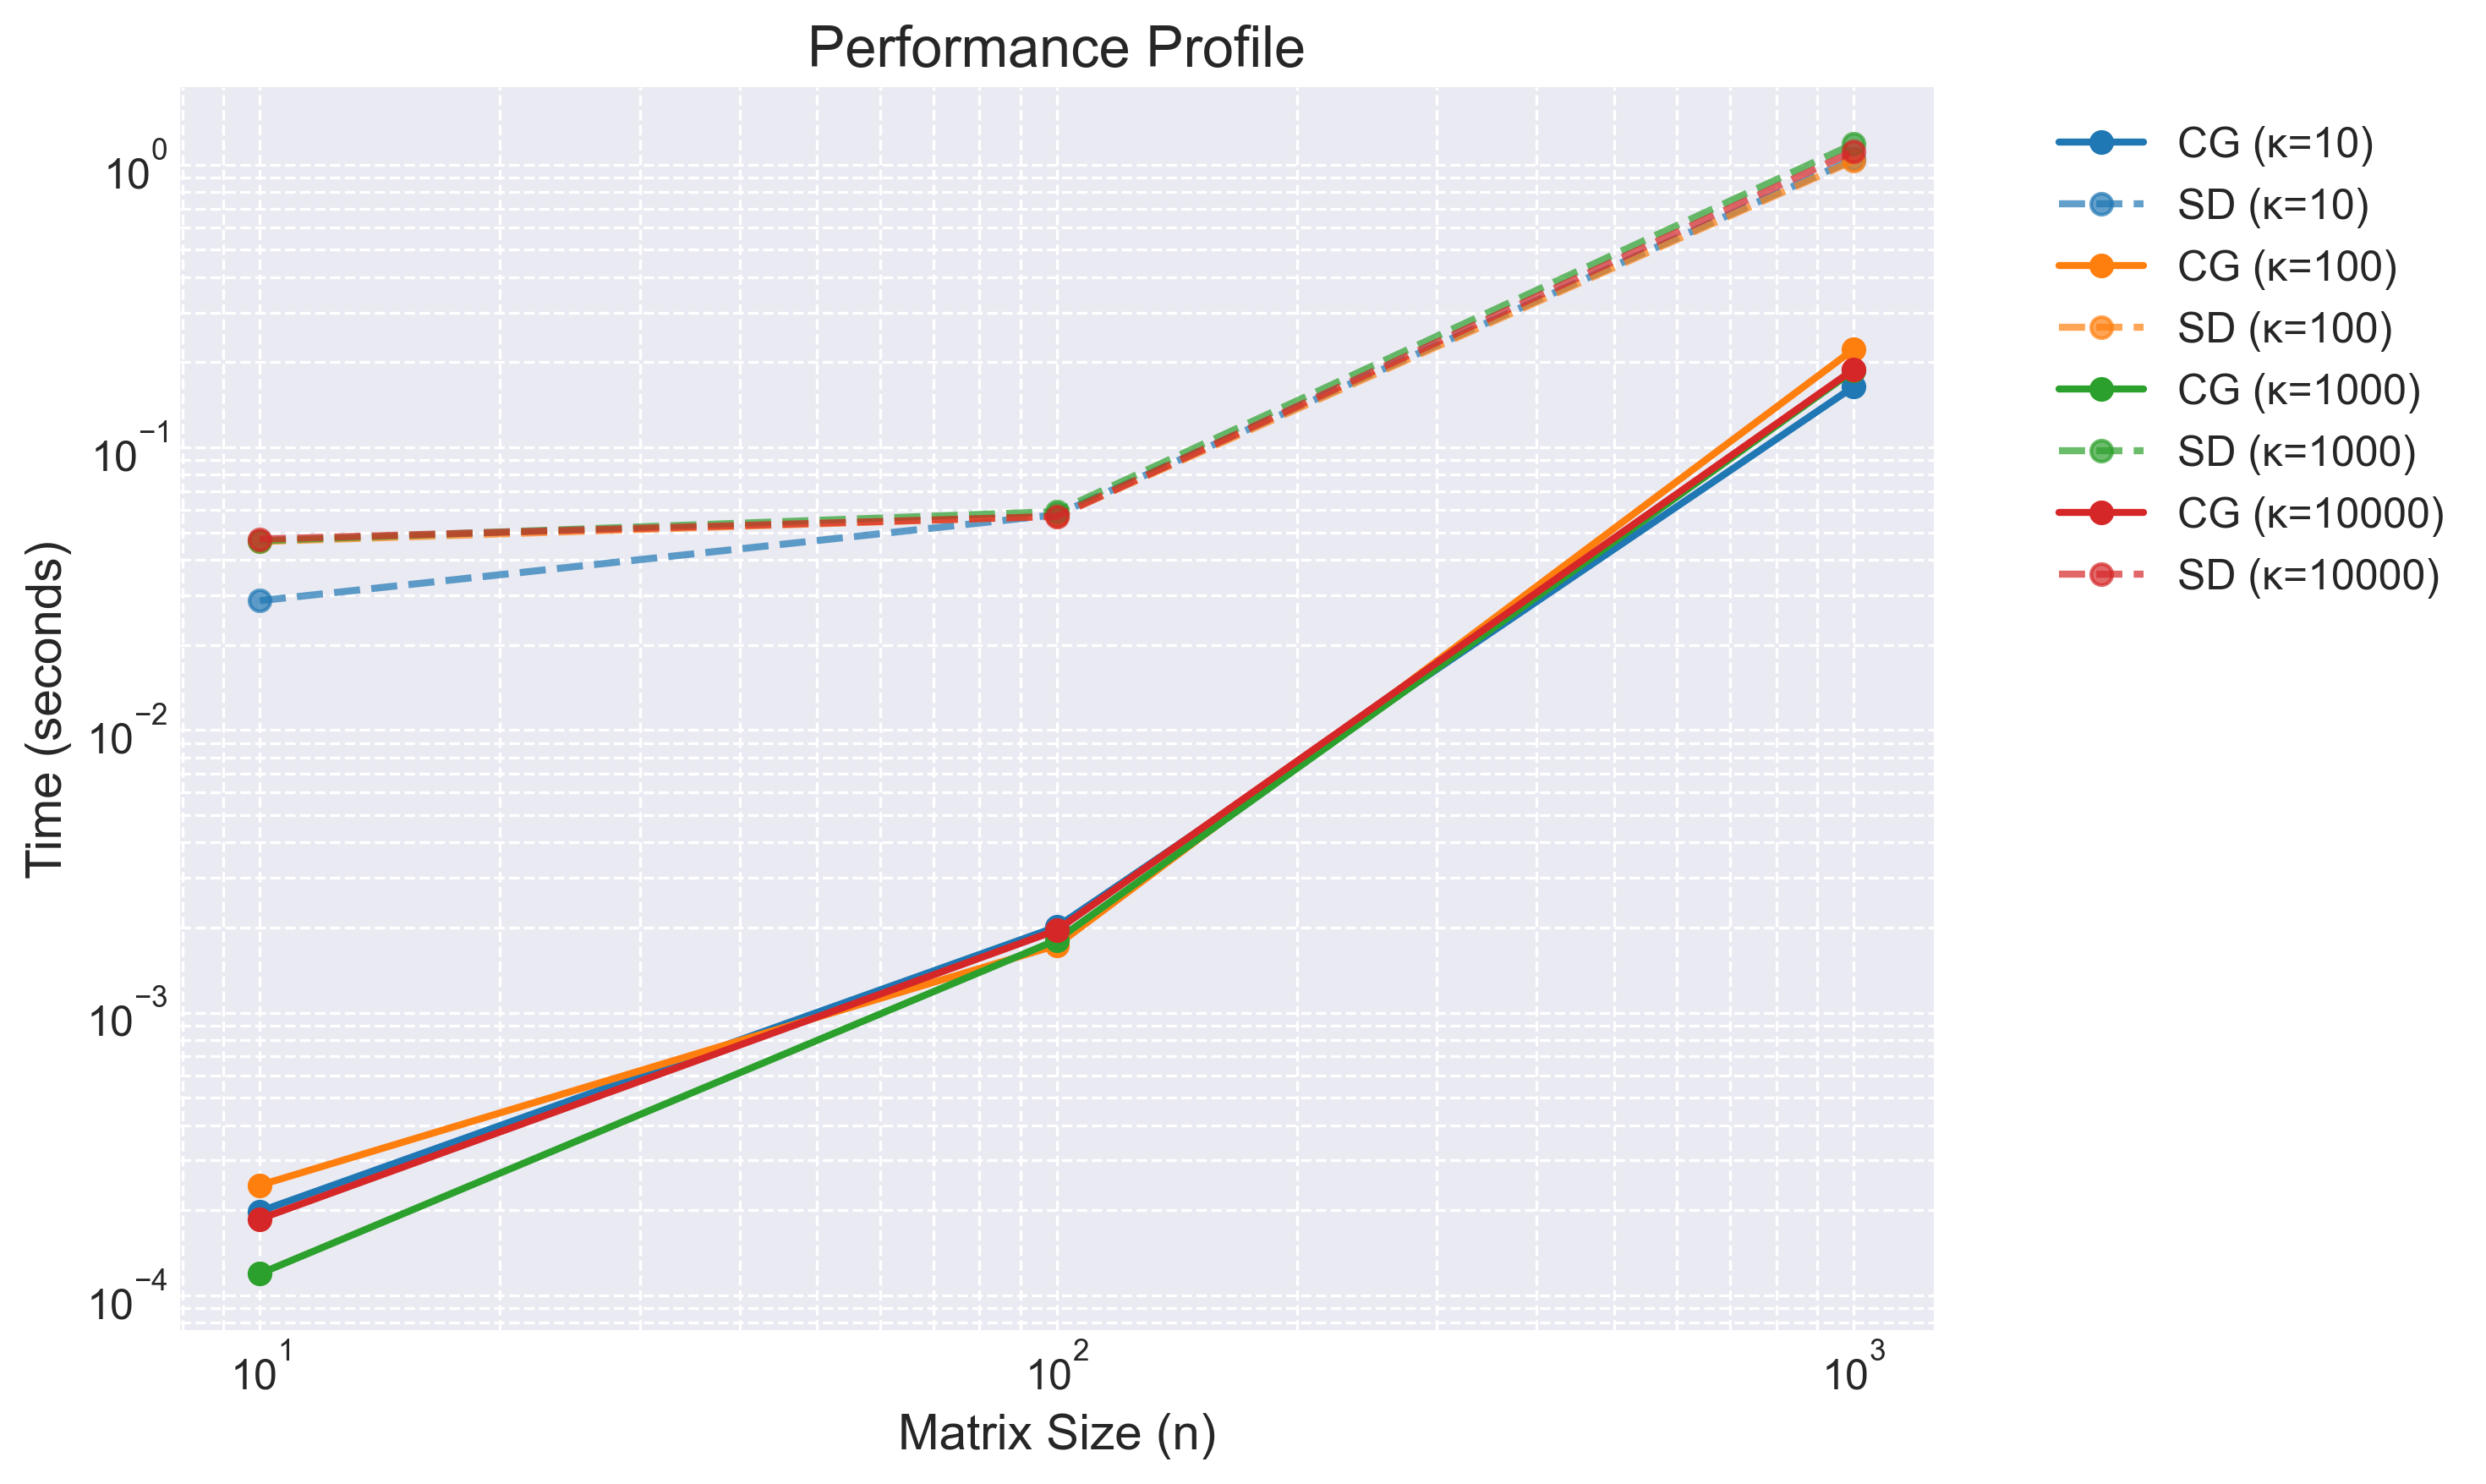 Performance Profile
10^0
10^−1
10^−2
10^−3
10^−4
Time (seconds)
10^1 10^2 10^3
Matrix Size (n)
CG (κ=10)
SD (κ=10)
CG (κ=100)
SD (κ=100)
CG (κ=1000)
SD (κ=1000)
CG (κ=10000)
SD (κ=10000)